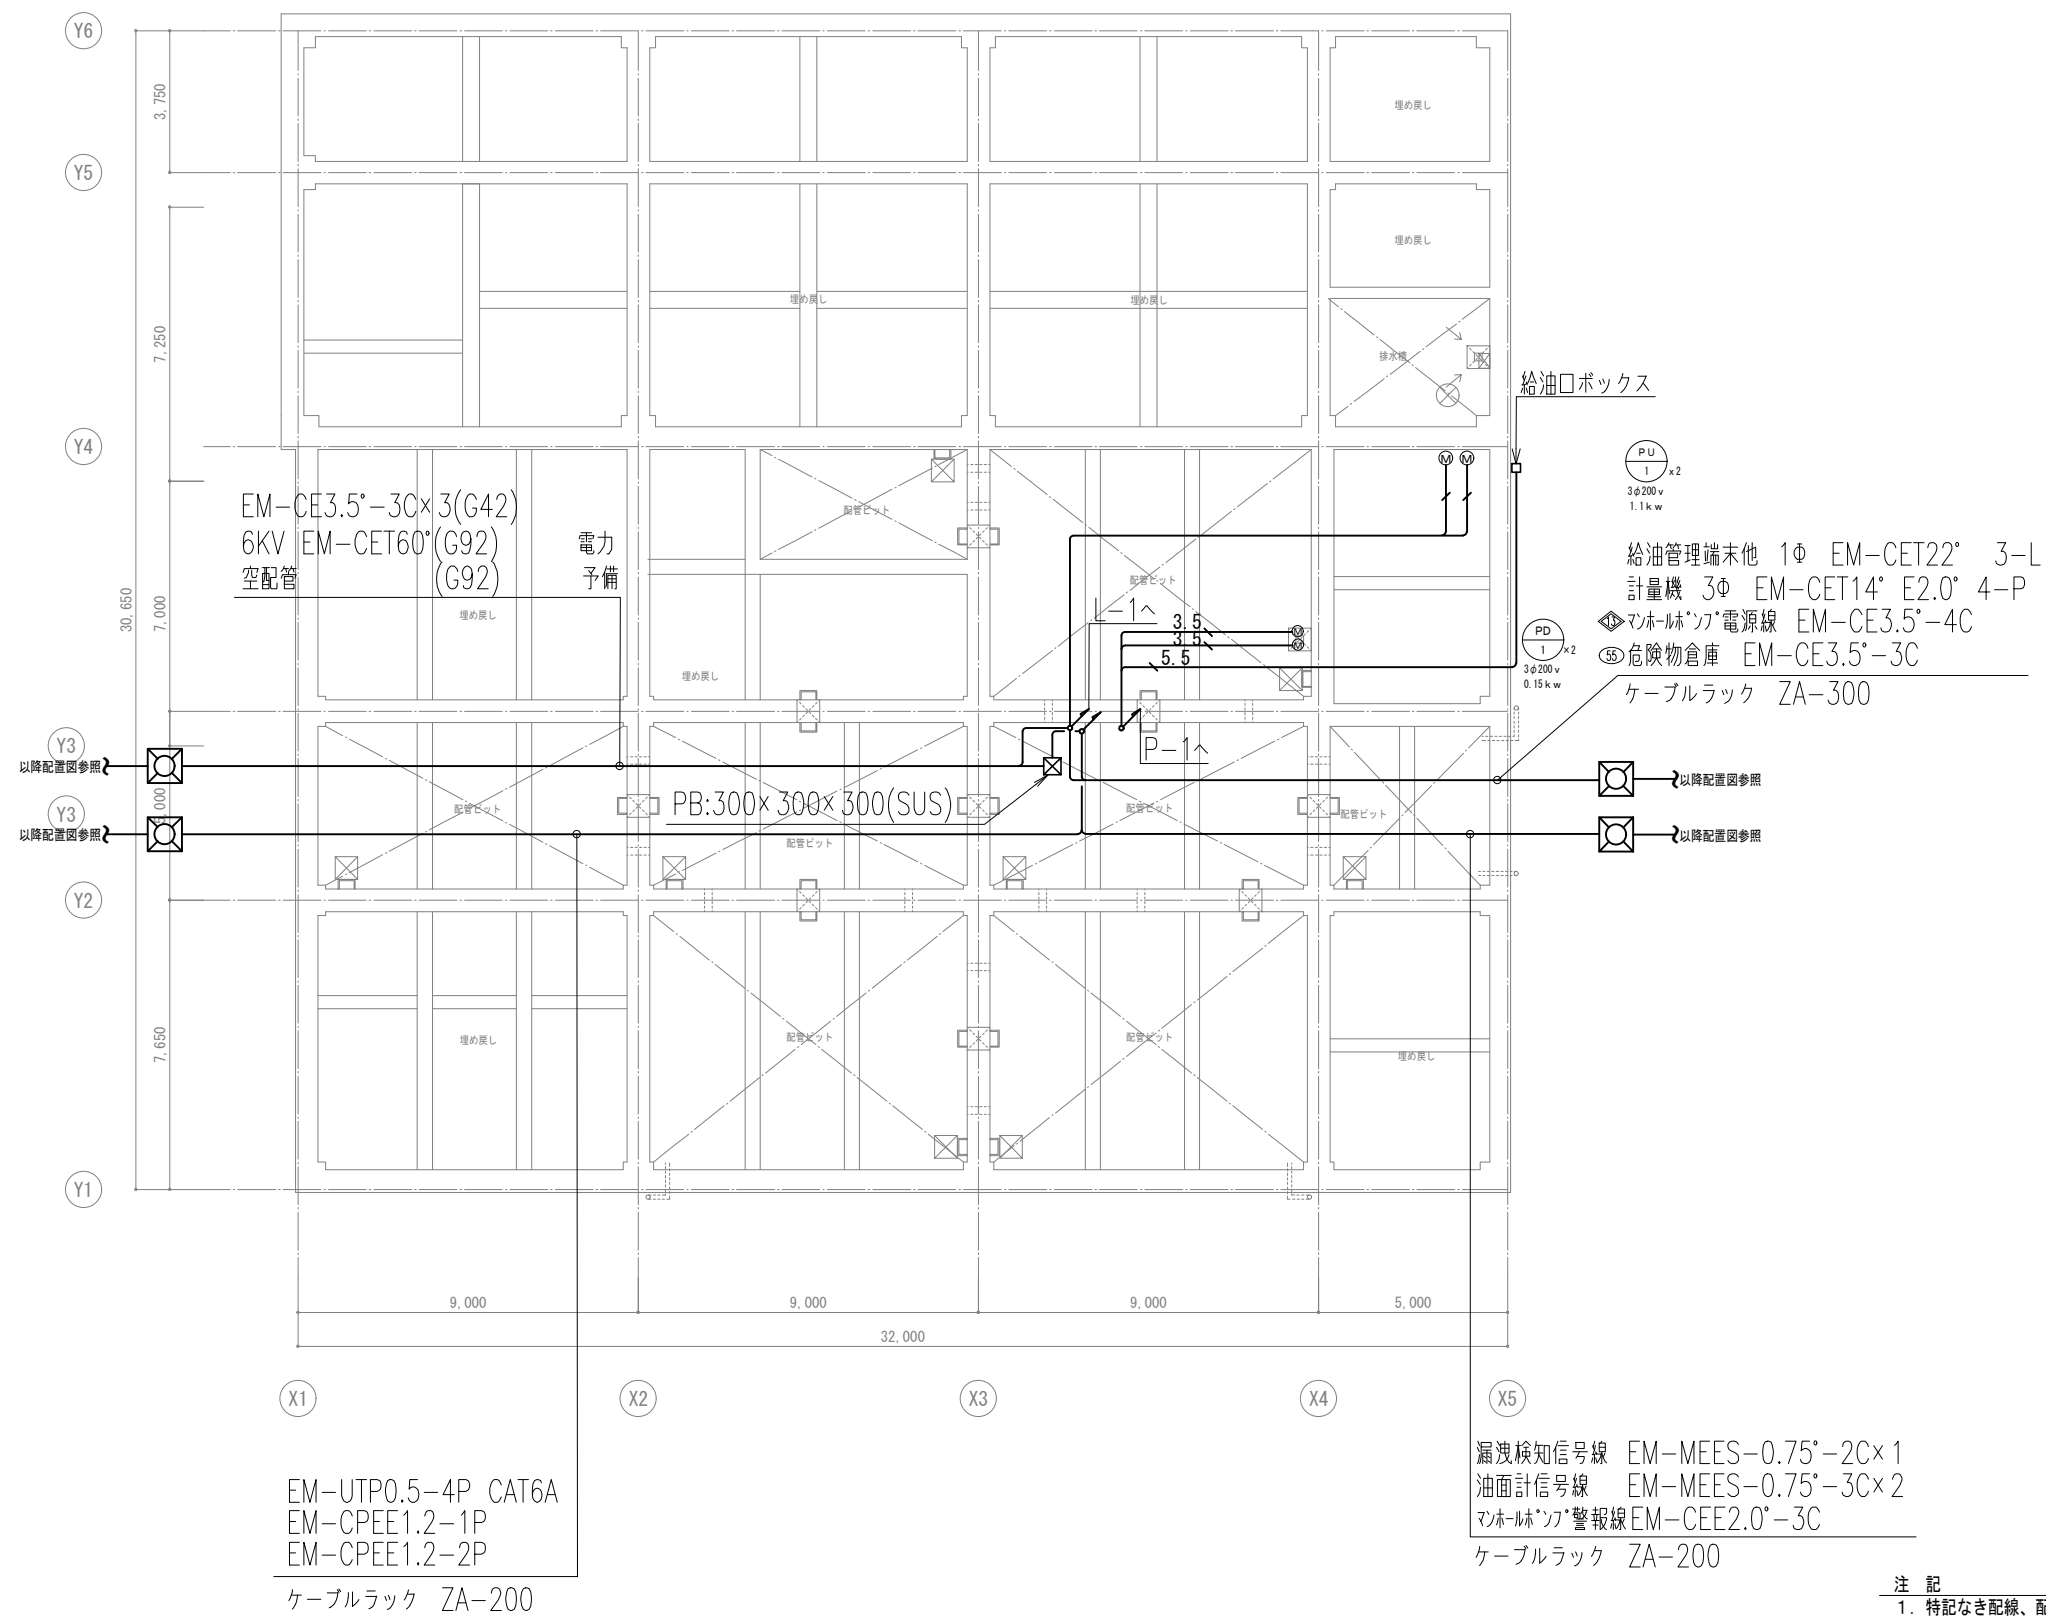 Y6
3,750
埋め戻し
Y5
埋め戻し
7,250
埋め戻し
埋め戻し
排水槽
給油口ボックス
Y4
PU
1
x2
3φ200v
1.1kw
M
M
EM-CE3.5°-3C×3(G42)
6KV EM-CET60°(G92) 電力
空配管 (G92) 予備
配管ピット
給油管理端末他 1Φ EM-CET22° 3-L
計量機 3Φ EM-CET14° E2.0° 4-P
13 マンホールポンプ電源線 EM-CE3.5°-4C
55 危険物倉庫 EM-CE3.5°-3C
ケーブルラック ZA-300
配管ピット
30,650
7,000
埋め戻し
L-1へ
3.5
3.5
5.5
M
M
PD
1
x2
3φ200v
0.15kw
埋め戻し
Y3
以降配置図参照
P-1へ
以降配置図参照
PB:300×300×300(SUS)
Y3
以降配置図参照
,000
配管ピット
配管ピット
配管ピット
配管ピット
以降配置図参照
Y2
7,650
埋め戻し
配管ピット
配管ピット
埋め戻し
Y1
9,000
9,000
9,000
5,000
32,000
X1
X2
X3
X4
X5
漏洩検知信号線 EM-MEES-0.75°-2C×1
油面計信号線 EM-MEES-0.75°-3C×2
マンホールポンプ警報線 EM-CEE2.0°-3C
ケーブルラック ZA-200
EM-UTP0.5-4P CAT6A
EM-CPEE1.2-1P
EM-CPEE1.2-2P
ケーブルラック ZA-200
注 記
1. 特記なき配線、配